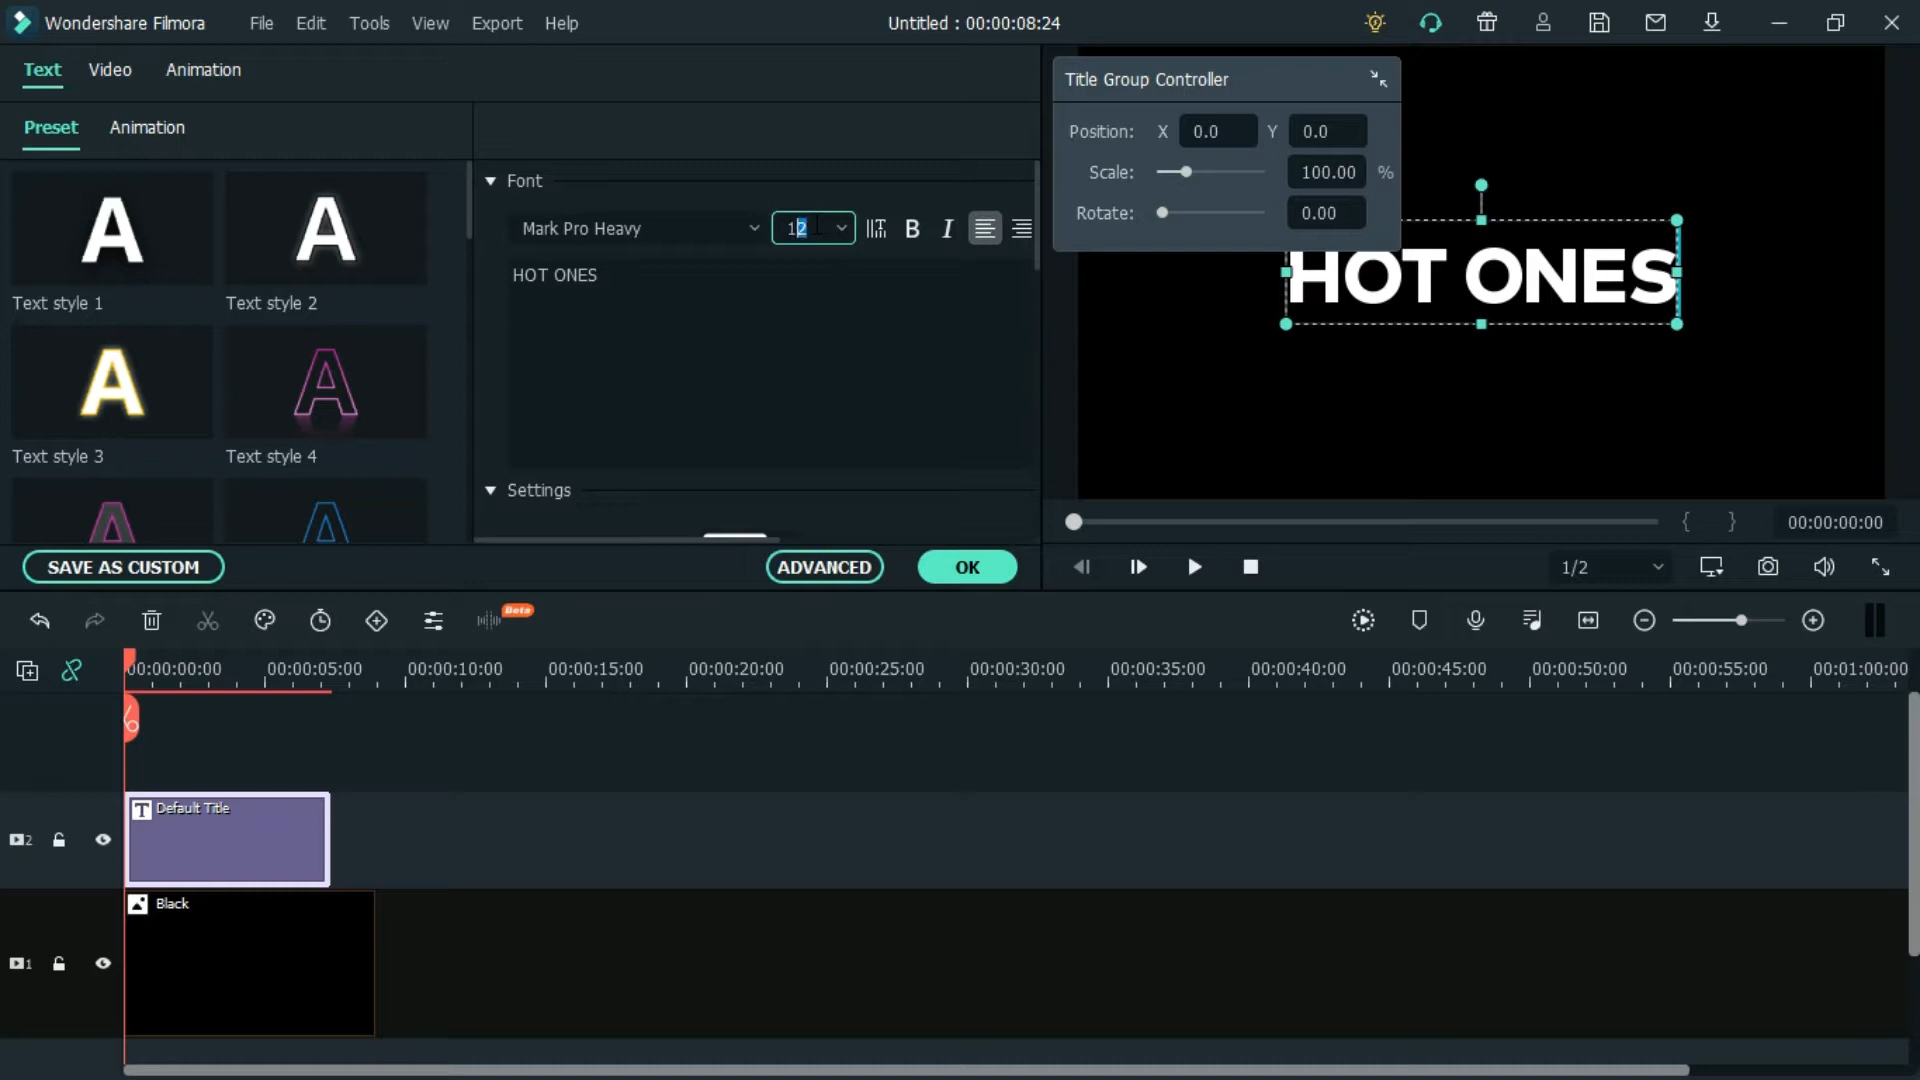 Wondershare Filmora File Edit Tools View Export Help Untitled : 00:00:08:24
Text Video Animation
Preset Animation
A A
Text style 1 Text style 2
A A
Text style 3 Text style 4
A A
SAVE AS CUSTOM
Font
Mark Pro Heavy 12 B I
HOT ONES
Settings
ADVANCED OK
Title Group Controller
Position: X 0.0 Y 0.0
Scale: 100.00 %
Rotate: 0.00
HOT ONES
{ } 00:00:00:00
1/2
Beta
00:00:00:00 00:00:05:00 00:00:10:00 00:00:15:00 00:00:20:00 00:00:25:00 00:00:30:00 00:00:35:00 00:00:40:00 00:00:45:00 00:00:50:00 00:00:55:00 00:01:00:00
T Default Title
2
Black
1